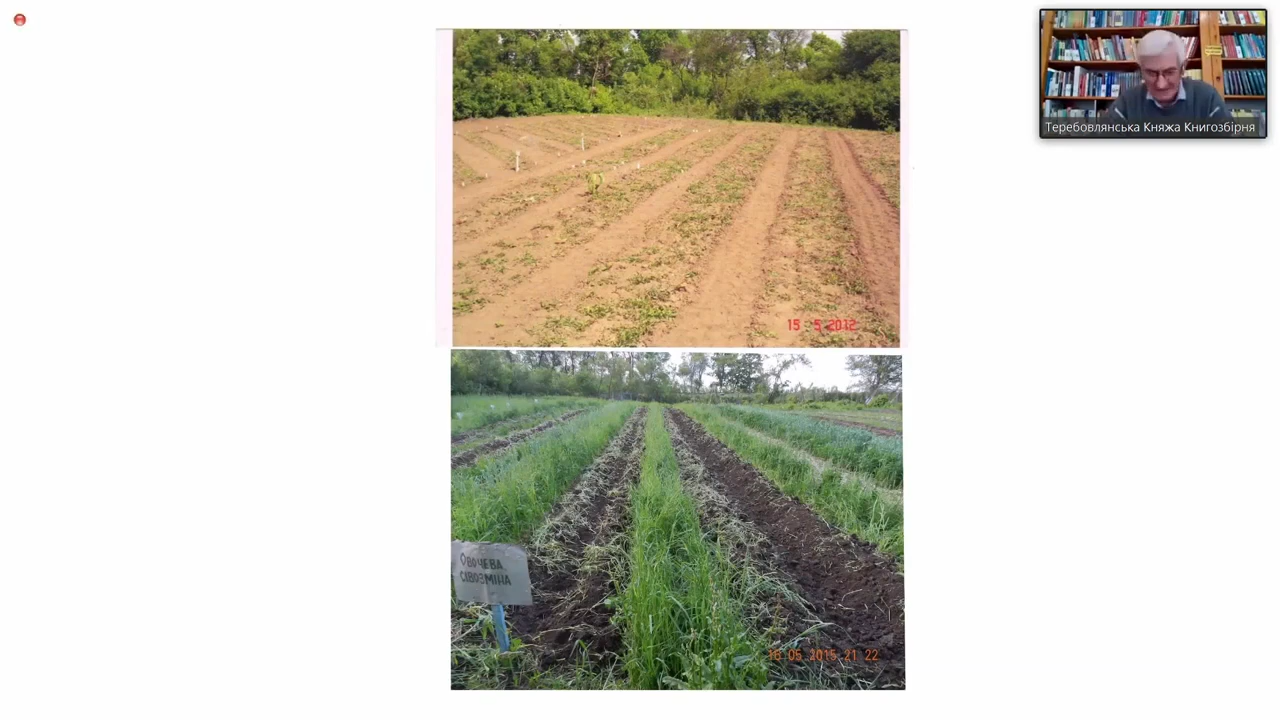 Теребовлянська Княжа Книгозбірня
15 5 2012
ОВОЧЕВА
СІВОЗМІНА
16.05.2015 21:22